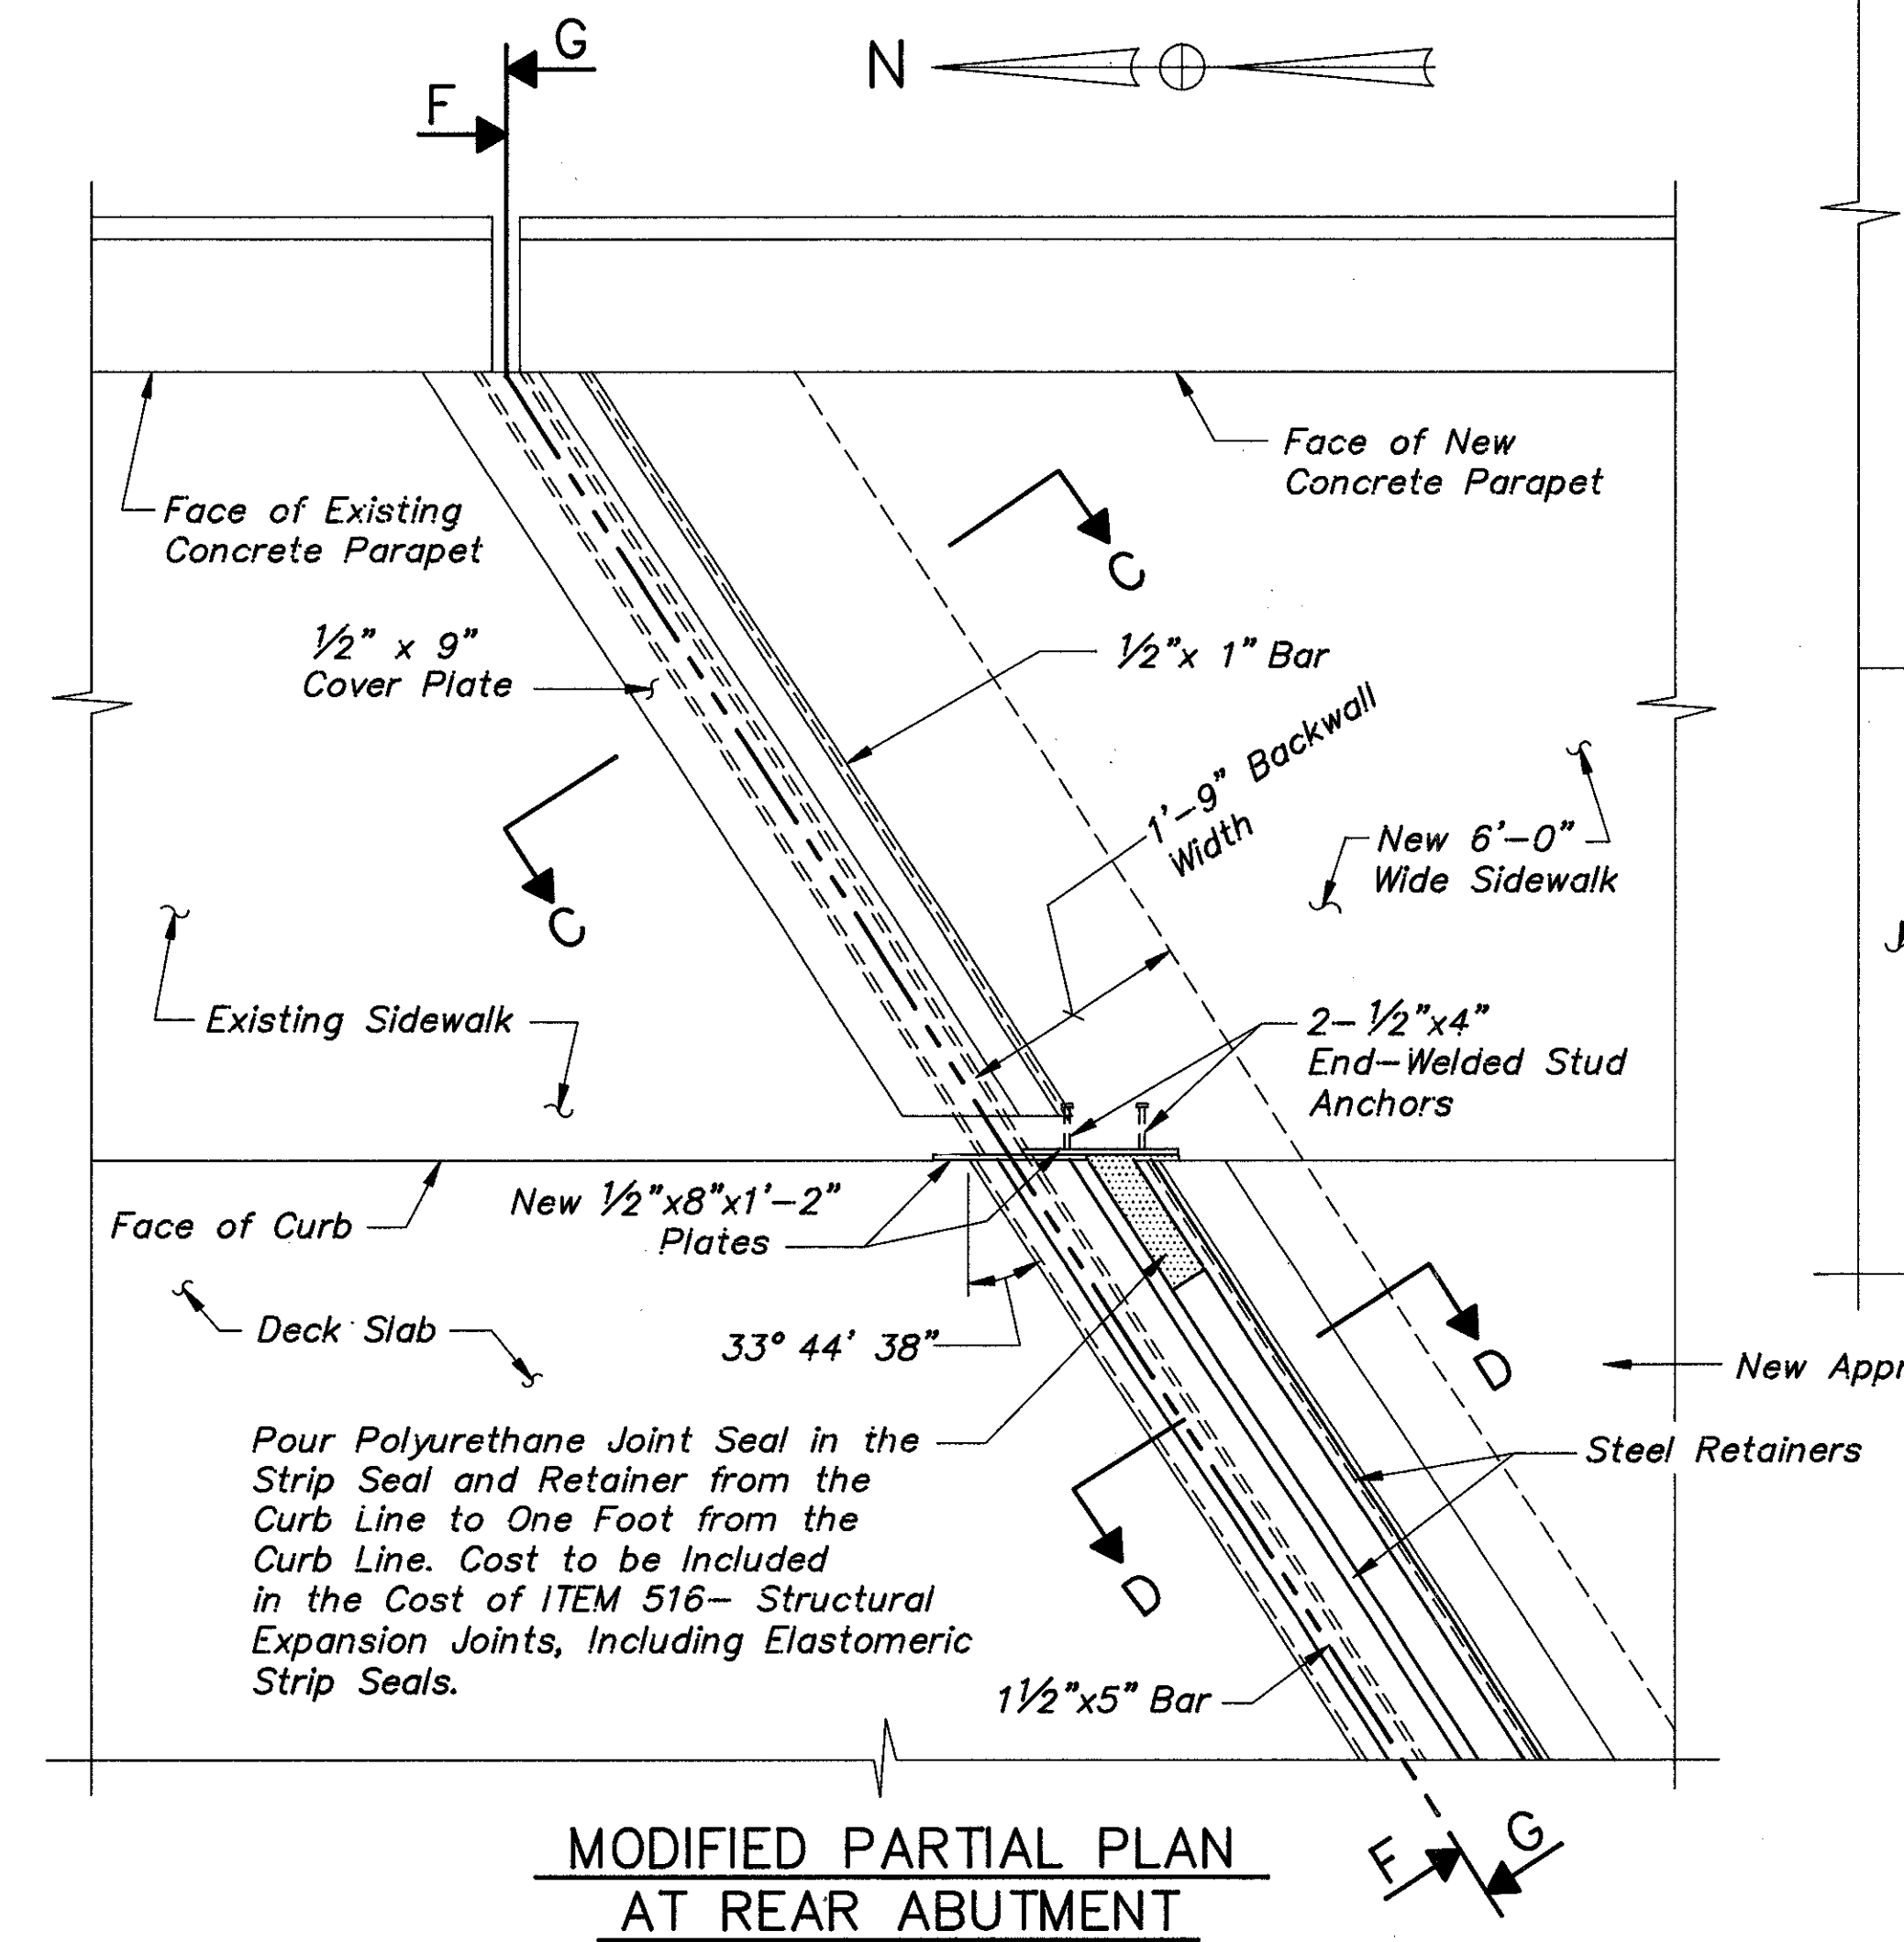 G
N
F
Face of New
Concrete Parapet
Face of Existing
Concrete Parapet
C
½" x 9"
Cover Plate
½"x 1" Bar
1'-9" Backwall
Width
New 6'-0"
Wide Sidewalk
C
Existing Sidewalk
2- ½"x4"
End-Welded Stud
Anchors
New ½"x8"x1'-2"
Plates
Face of Curb
Deck Slab
33° 44' 38"
D
New Appr
Pour Polyurethane Joint Seal in the
Strip Seal and Retainer from the
Curb Line to One Foot from the
Curb Line. Cost to be Included
in the Cost of ITEM 516- Structural
Expansion Joints, Including Elastomeric
Strip Seals.
Steel Retainers
D
1½"x5" Bar
F
G
MODIFIED PARTIAL PLAN
AT REAR ABUTMENT